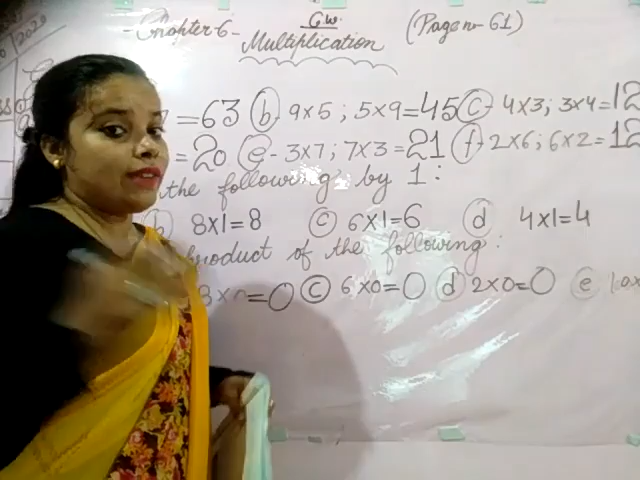 2020
C.W.
-Chapter 6- Multiplication (Page no- 61)
=63 (b) 9x5 ; 5x9=45 (c)- 4x3; 3x4=12
=20 (e)- 3x7; 7x3=21 (f)- 2x6; 6x2=12
the following by 1:
8x1=8 (c) 6x1=6 (d) 4x1=4
product of the following:
8x0=0 (c) 6x0=0 (d) 2x0=0 (e) 10x